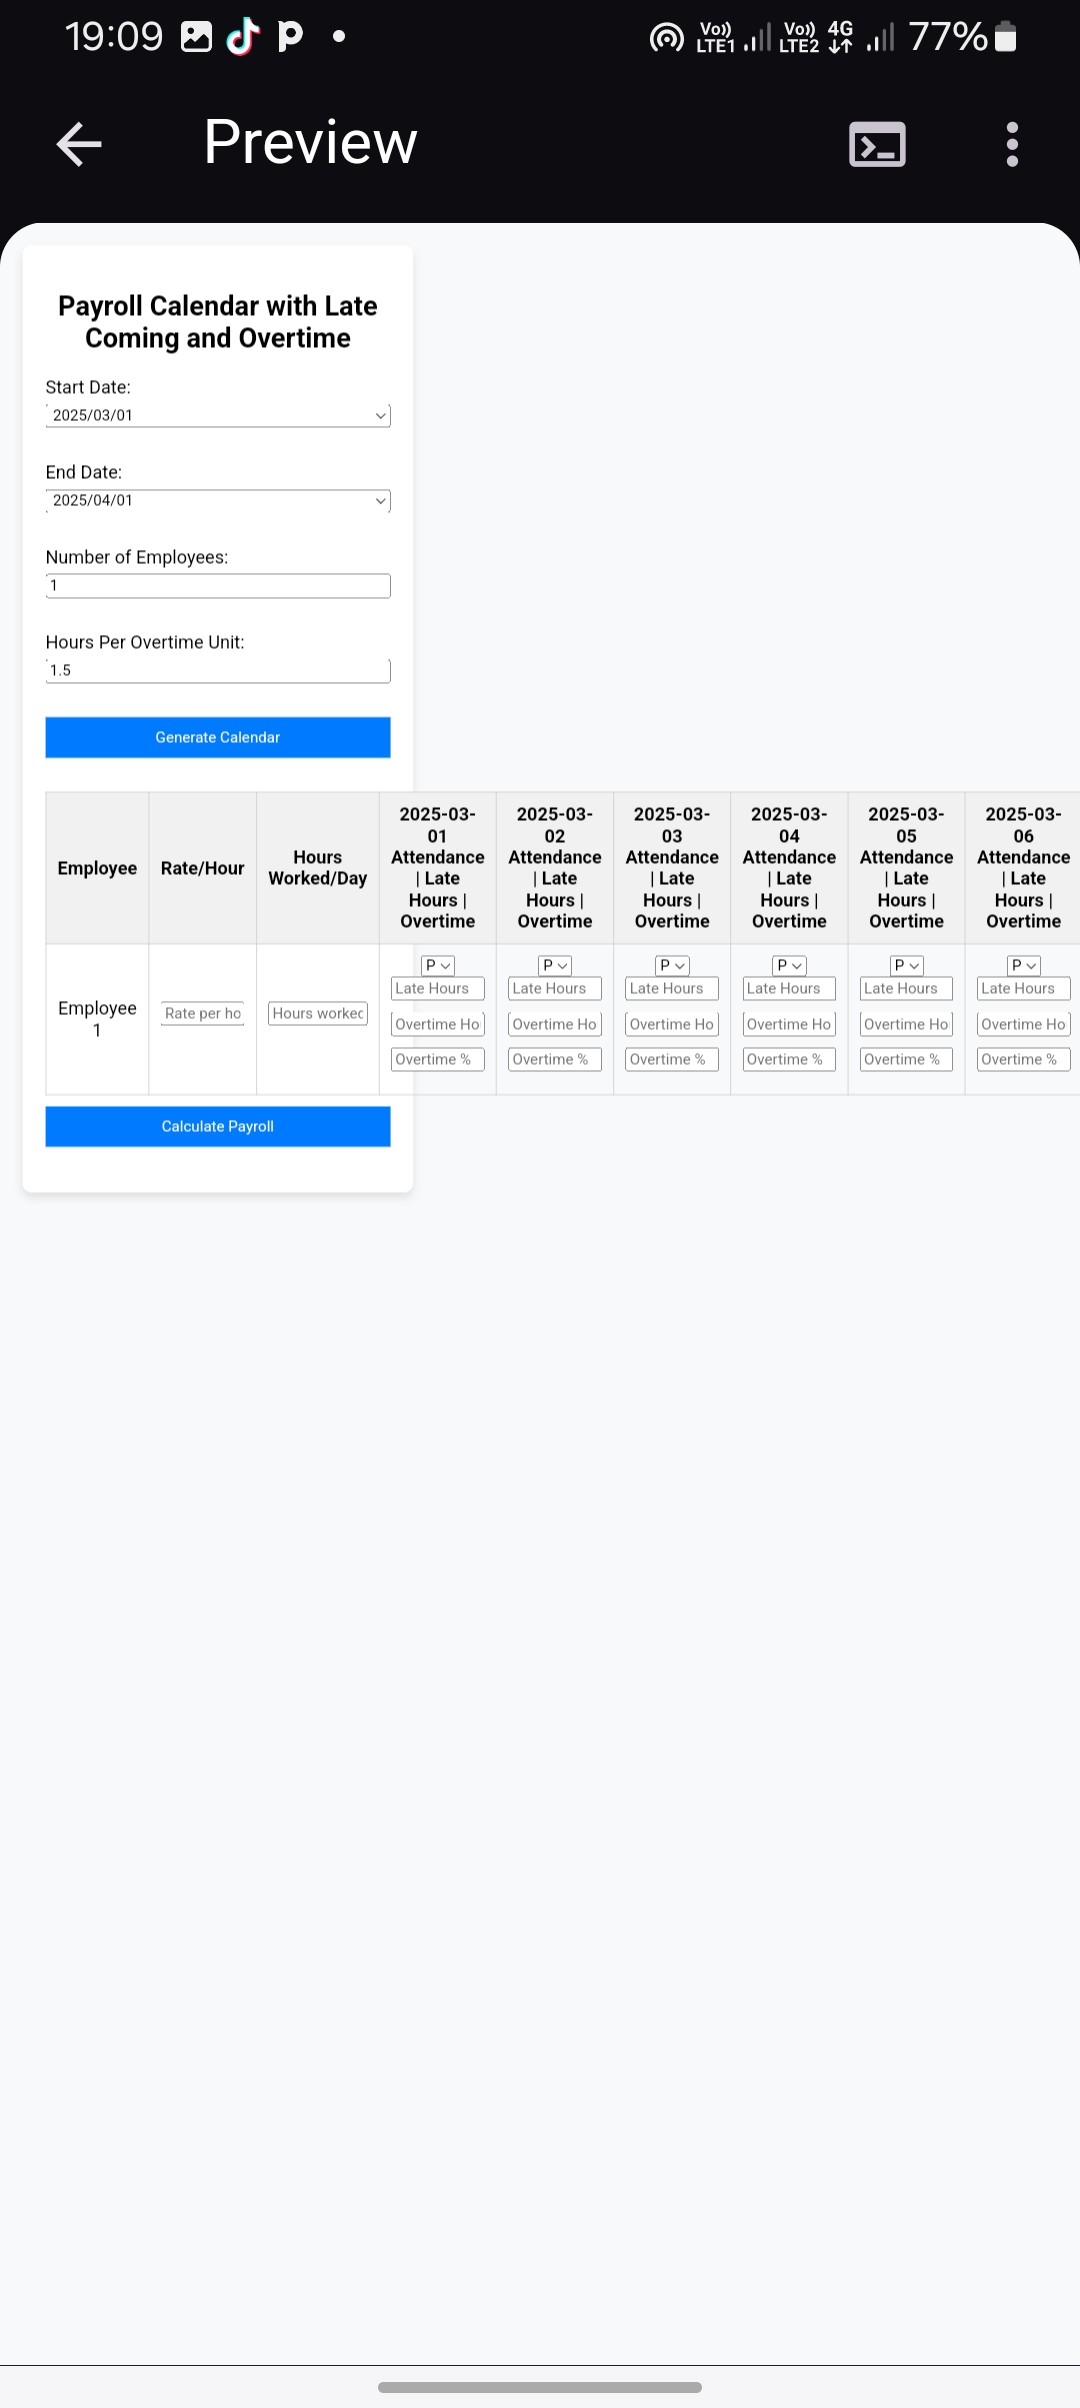 19:09
Vo)) LTE1 Vo)) LTE2 4G 77%
Preview
Payroll Calendar with Late
Coming and Overtime
Start Date:
2025/03/01
End Date:
2025/04/01
Number of Employees:
1
Hours Per Overtime Unit:
1.5
Generate Calendar
Employee
Rate/Hour
Hours
Worked/Day
2025-03-
01
Attendance
| Late
Hours |
Overtime
2025-03-
02
Attendance
| Late
Hours |
Overtime
2025-03-
03
Attendance
| Late
Hours |
Overtime
2025-03-
04
Attendance
| Late
Hours |
Overtime
2025-03-
05
Attendance
| Late
Hours |
Overtime
2025-03-
06
Attendance
| Late
Hours |
Overtime
Employee
1
Rate per ho
Hours worked
P
Late Hours
Overtime Ho
Overtime %
P
Late Hours
Overtime Ho
Overtime %
P
Late Hours
Overtime Ho
Overtime %
P
Late Hours
Overtime Ho
Overtime %
P
Late Hours
Overtime Ho
Overtime %
P
Late Hours
Overtime Ho
Overtime %
Calculate Payroll